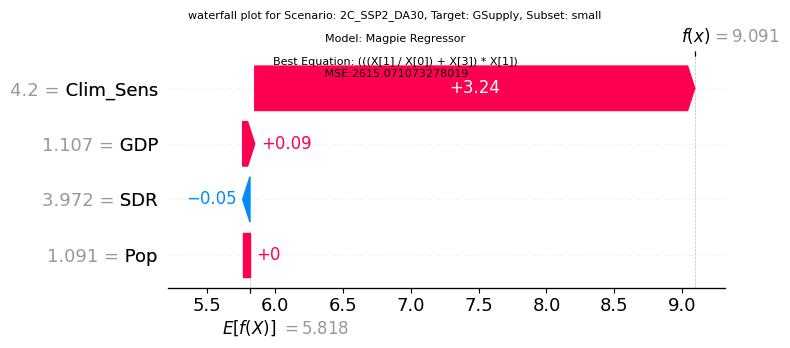 waterfall plot for Scenario: 2C_SSP2_DA30, Target: GSupply, Subset: small
Model: Magpie Regressor
Best Equation: (((X[1] / X[0]) + X[3]) * X[1])
MSE:2615.071073278019
f(x) = 9.091
4.2 = Clim_Sens
+3.24
1.107 = GDP
+0.09
3.972 = SDR
−0.05
1.091 = Pop
+0
5.5 6.0 6.5 7.0 7.5 8.0 8.5 9.0
E[f(X)] = 5.818